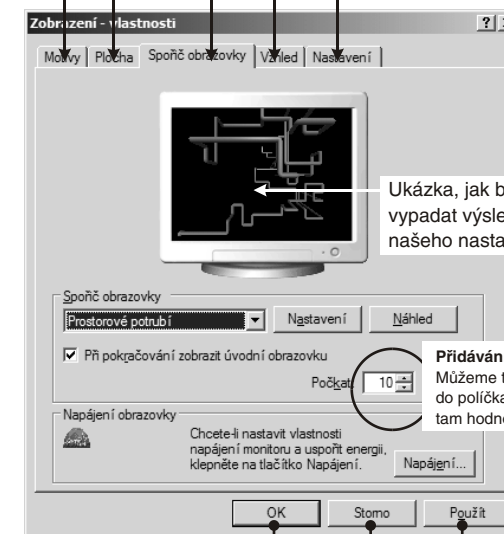 Zobrazení - vlastnosti
Motivy Plocha Spořič obrazovky Vzhled Nastavení
Ukázka, jak b
vypadat výsle
našeho nasta
Spořič obrazovky
Prostorové potrubí Nastavení Náhled
Při pokračování zobrazit úvodní obrazovku
Počkat 10
Přidáván
Můžeme t
do políčka
tam hodno
Napájení obrazovky
Chcete-li nastavit vlastnosti
napájení monitoru a uspořit energii,
klepněte na tlačítko Napájení.
Napájení...
OK Storno Použít